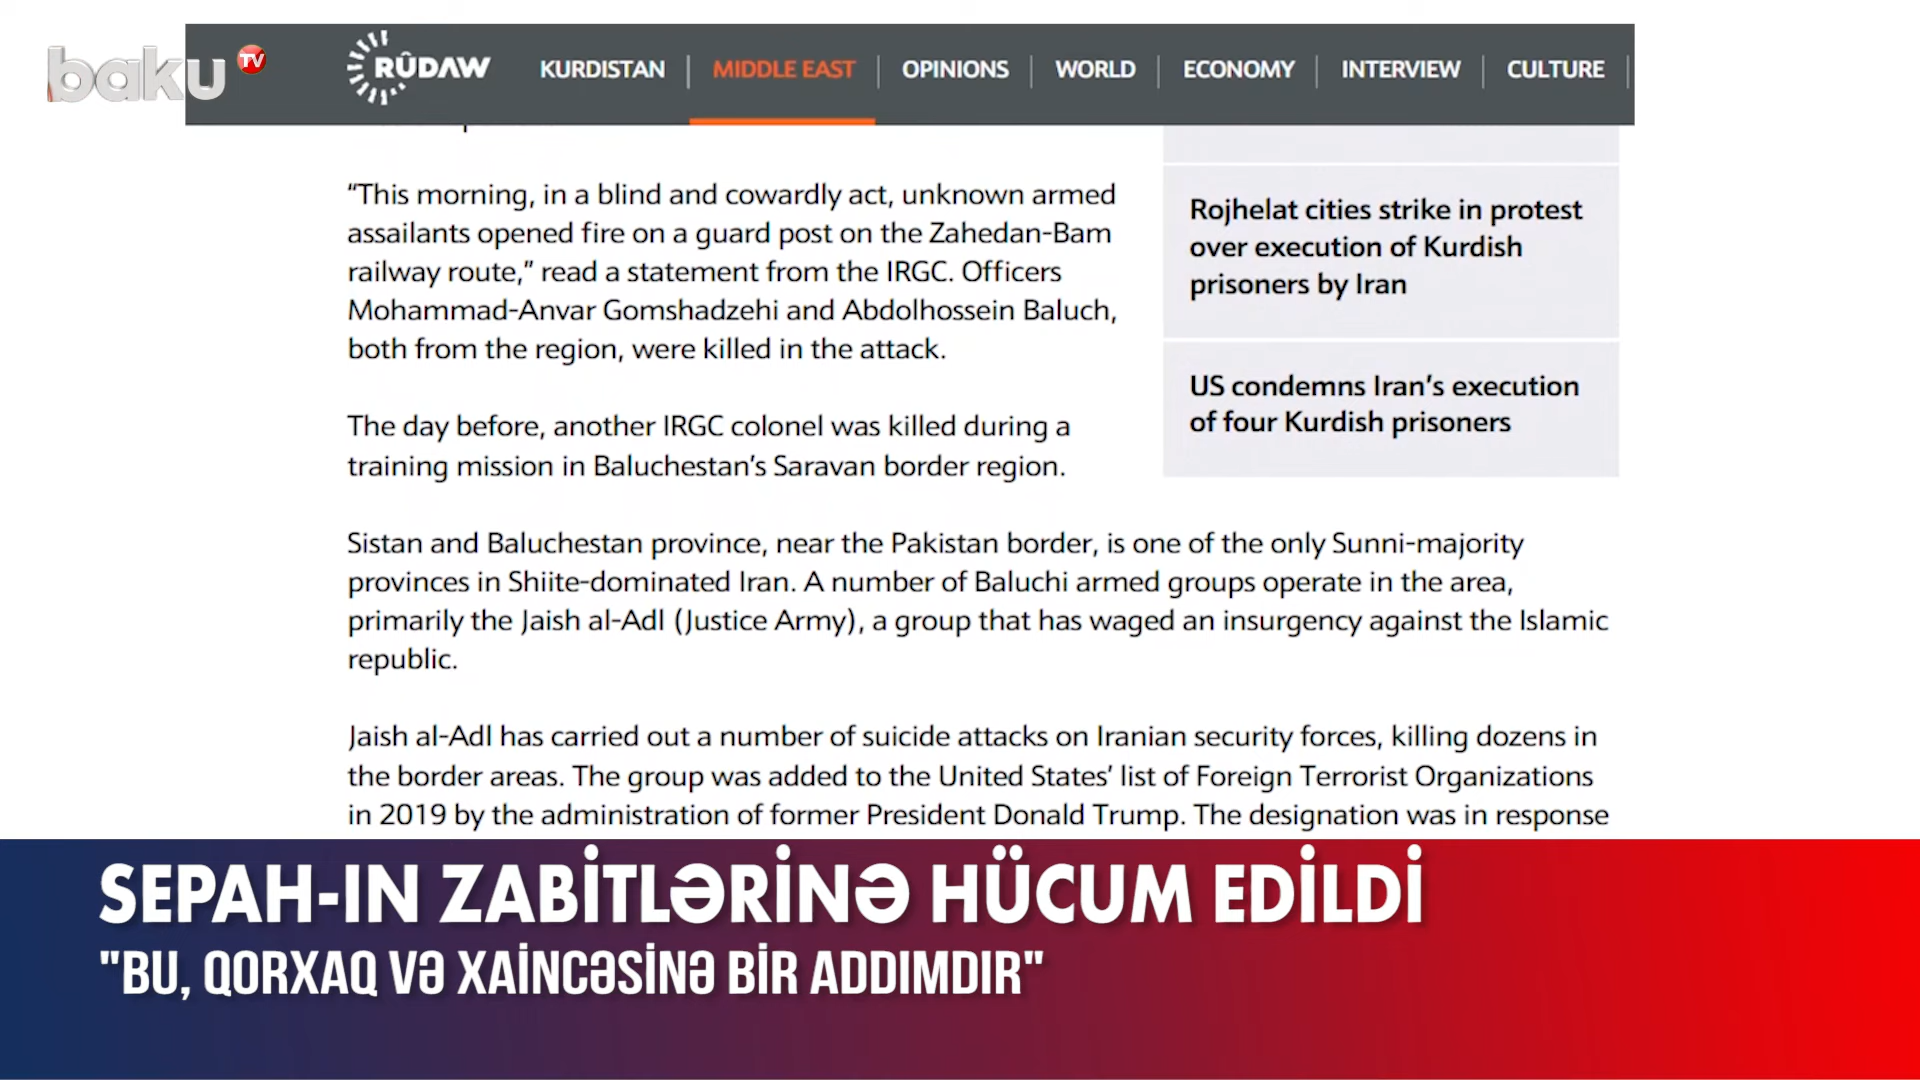 baku TV
RÛDAW KURDISTAN MIDDLE EAST OPINIONS WORLD ECONOMY INTERVIEW CULTURE
“This morning, in a blind and cowardly act, unknown armed
assailants opened fire on a guard post on the Zahedan-Bam
railway route,” read a statement from the IRGC. Officers
Mohammad-Anvar Gomshadzehi and Abdolhossein Baluch,
both from the region, were killed in the attack.
The day before, another IRGC colonel was killed during a
training mission in Baluchestan’s Saravan border region.
Rojhelat cities strike in protest
over execution of Kurdish
prisoners by Iran
US condemns Iran’s execution
of four Kurdish prisoners
Sistan and Baluchestan province, near the Pakistan border, is one of the only Sunni-majority
provinces in Shiite-dominated Iran. A number of Baluchi armed groups operate in the area,
primarily the Jaish al-Adl (Justice Army), a group that has waged an insurgency against the Islamic
republic.
Jaish al-Adl has carried out a number of suicide attacks on Iranian security forces, killing dozens in
the border areas. The group was added to the United States’ list of Foreign Terrorist Organizations
in 2019 by the administration of former President Donald Trump. The designation was in response
SEPAH-IN ZABİTLƏRİNƏ HÜCUM EDİLDİ
"BU, QORXAQ VƏ XAİNCƏSİNƏ BİR ADDIMDIR"